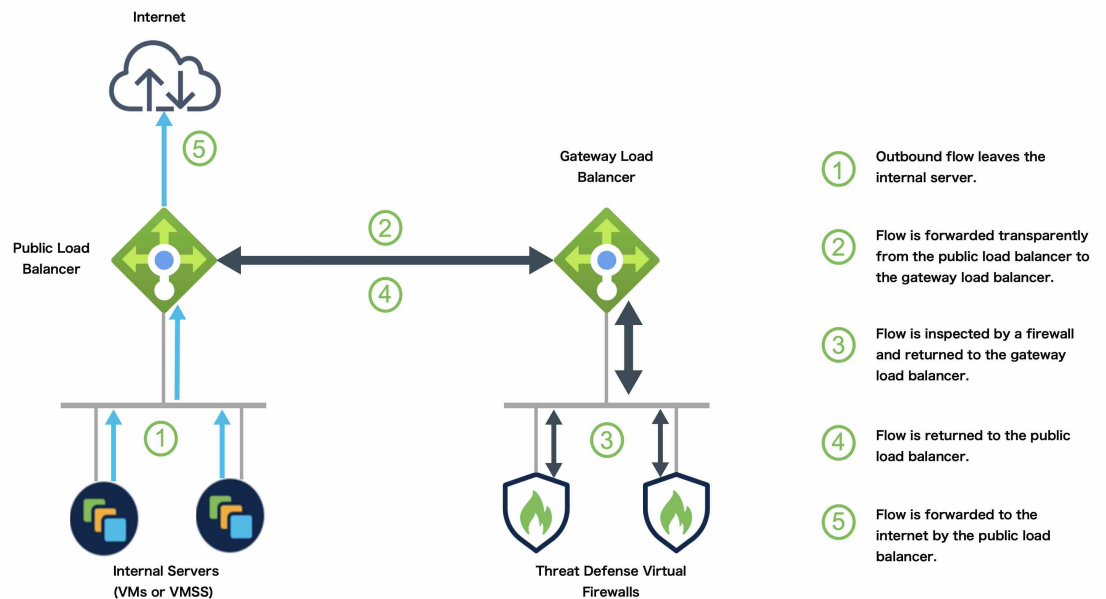 Internet
5
Gateway Load
Balancer
Public Load
Balancer
2
4
1
3
Internal Servers
(VMs or VMSS)
Threat Defense Virtual
Firewalls
1
Outbound flow leaves the
internal server.
2
Flow is forwarded transparently
from the public load balancer to
the gateway load balancer.
3
Flow is inspected by a firewall
and returned to the gateway
load balancer.
4
Flow is returned to the public
load balancer.
5
Flow is forwarded to the
internet by the public load
balancer.